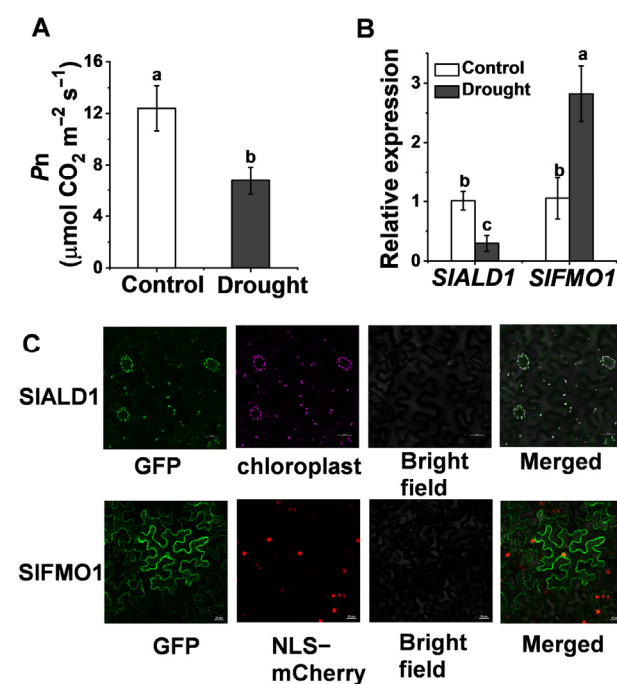 A
Pn
(μmol CO₂ m⁻² s⁻¹)
16
12
8
4
0
a
b
Control
Drought
B
Relative expression
3
2
1
0
Control
Drought
b
c
b
a
SlALD1
SlFMO1
C
SlALD1
GFP
chloroplast
Bright
field
Merged
SlFMO1
GFP
NLS–
mCherry
Bright
field
Merged